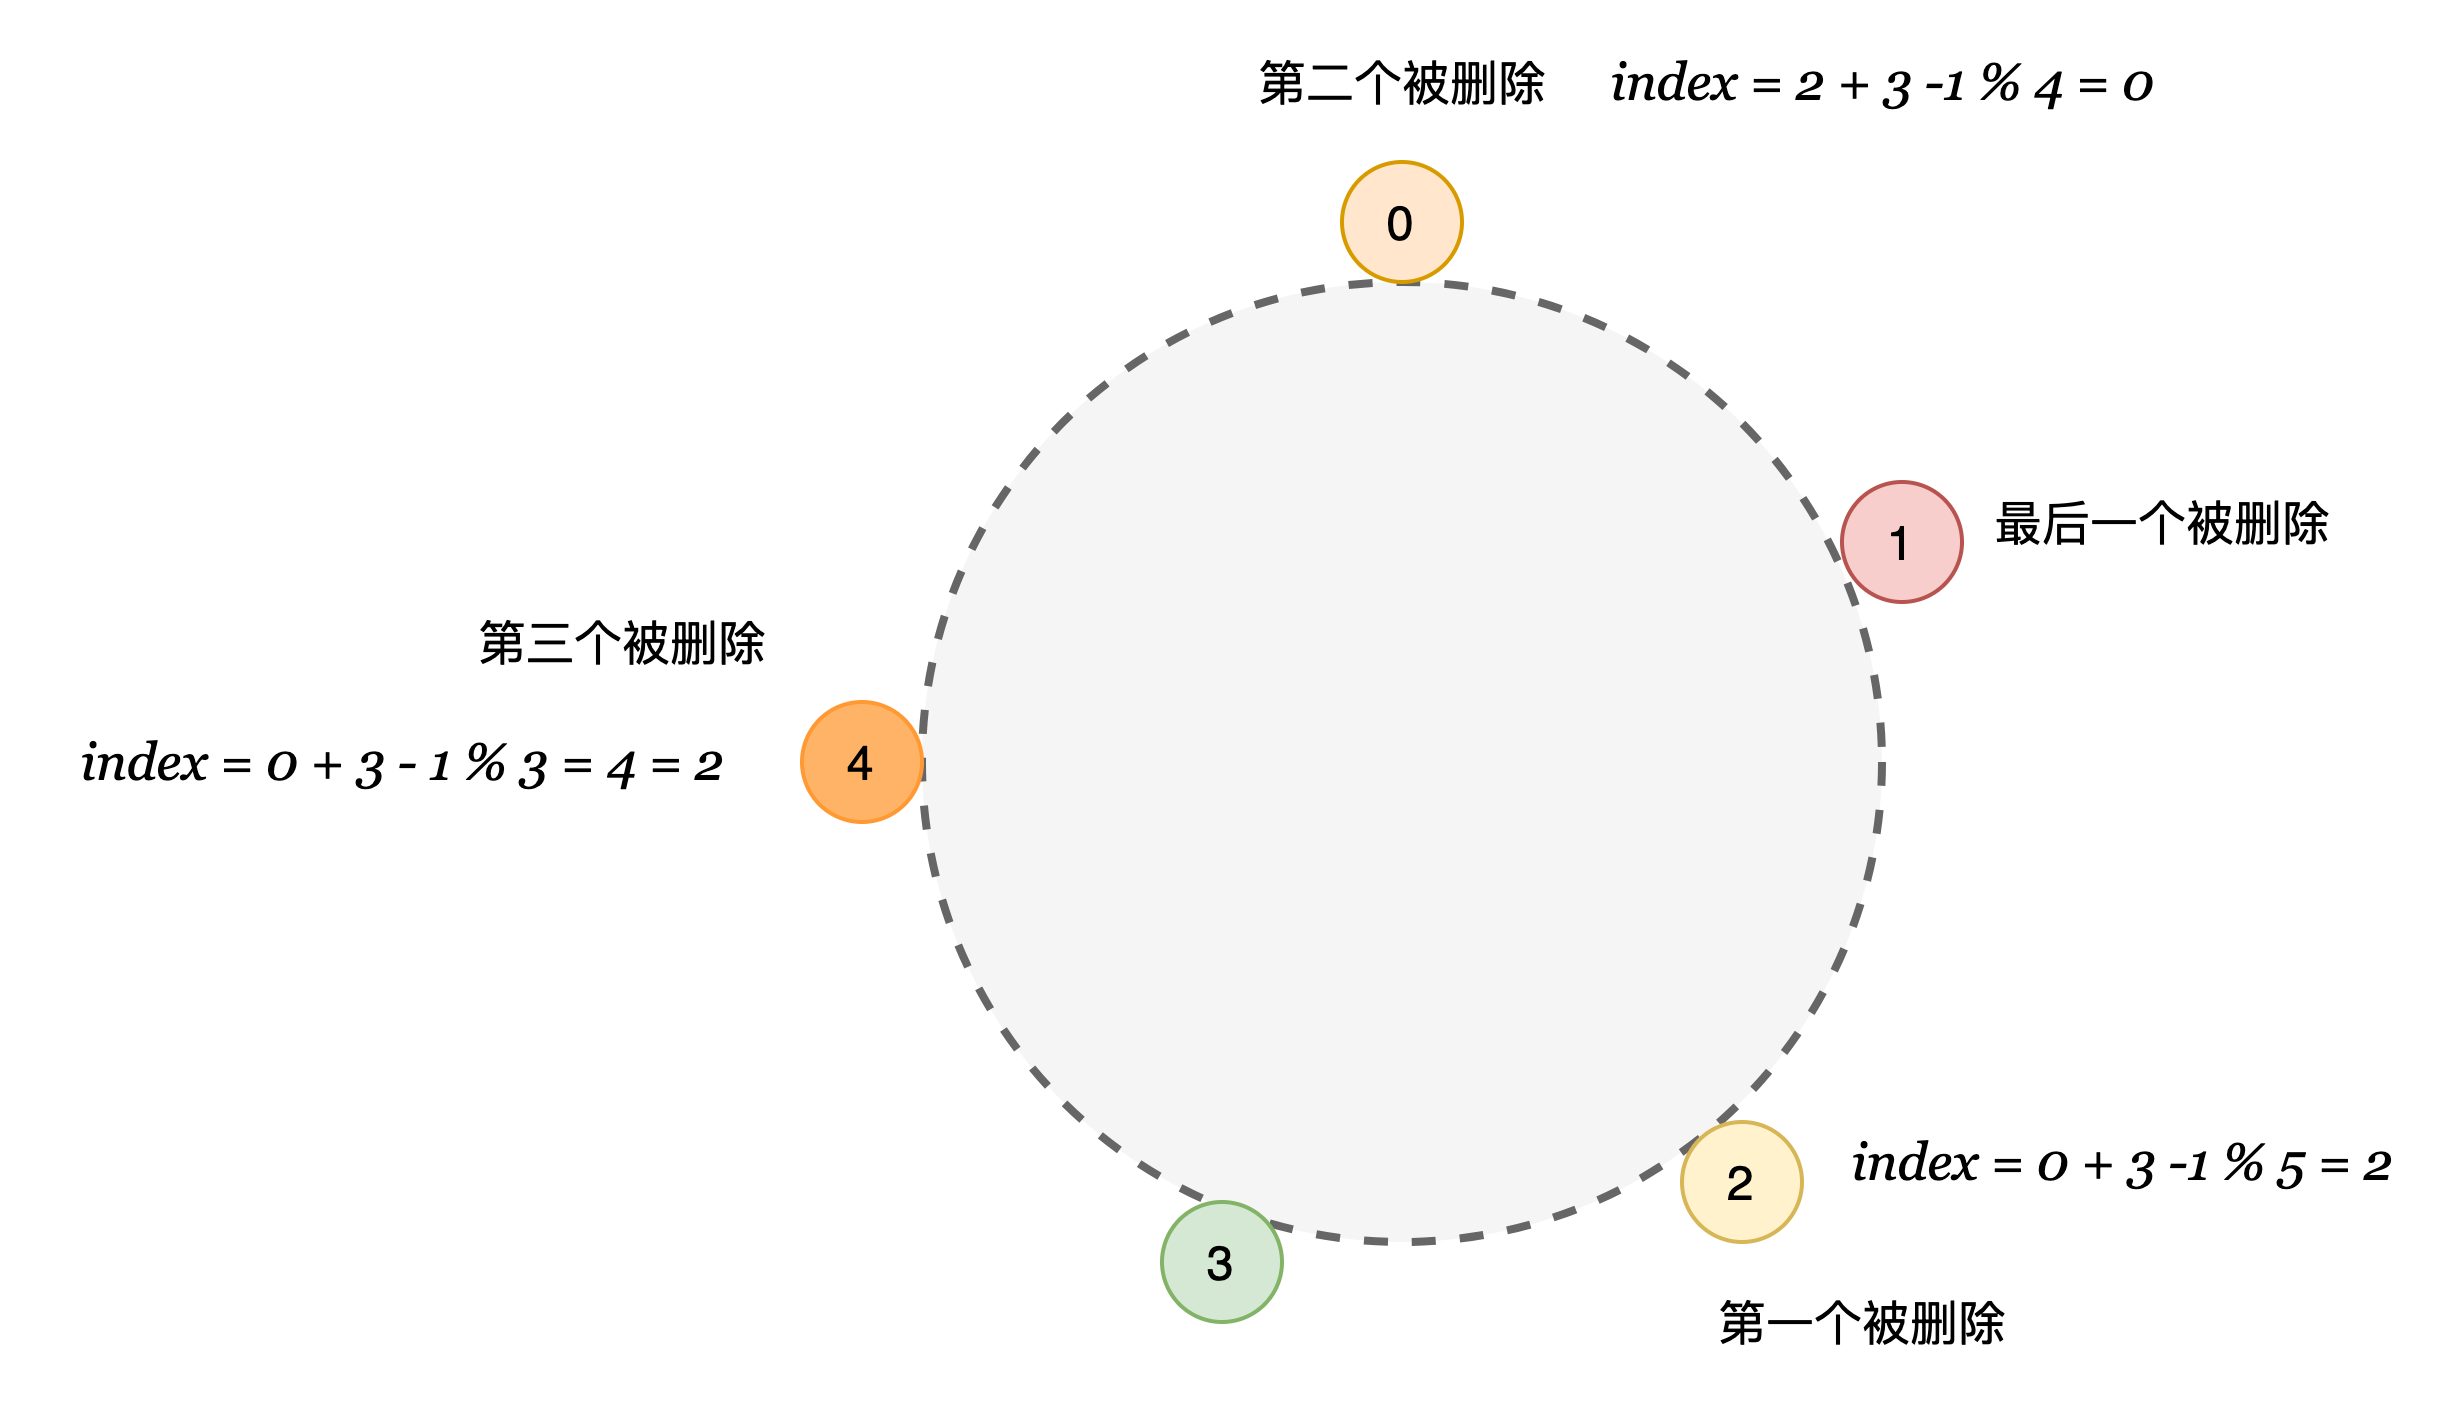 第二个被删除 index = 2 + 3 -1 % 4 = 0
0
1 最后一个被删除
第三个被删除
index = 0 + 3 - 1 % 3 = 4 = 2
4
2
index = 0 + 3 -1 % 5 = 2
3
第一个被删除